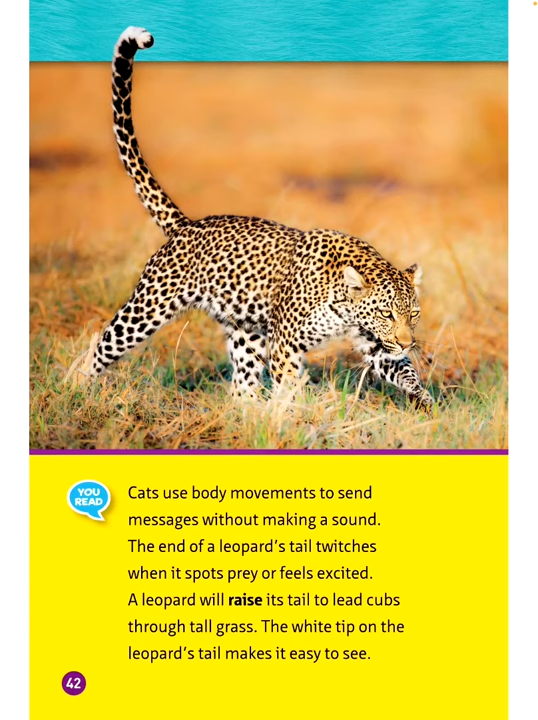 YOU
READ
Cats use body movements to send
messages without making a sound.
The end of a leopard's tail twitches
when it spots prey or feels excited.
A leopard will raise its tail to lead cubs
through tall grass. The white tip on the
leopard's tail makes it easy to see.
42